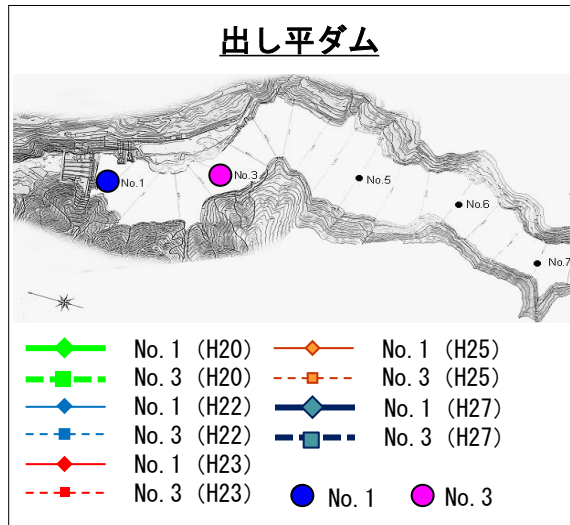 出し平ダム
No.1
No.3
No.5
No.6
No.7
No. 1 (H20)
No. 3 (H20)
No. 1 (H22)
No. 3 (H22)
No. 1 (H23)
No. 3 (H23)
No. 1 (H25)
No. 3 (H25)
No. 1 (H27)
No. 3 (H27)
No. 1
No. 3